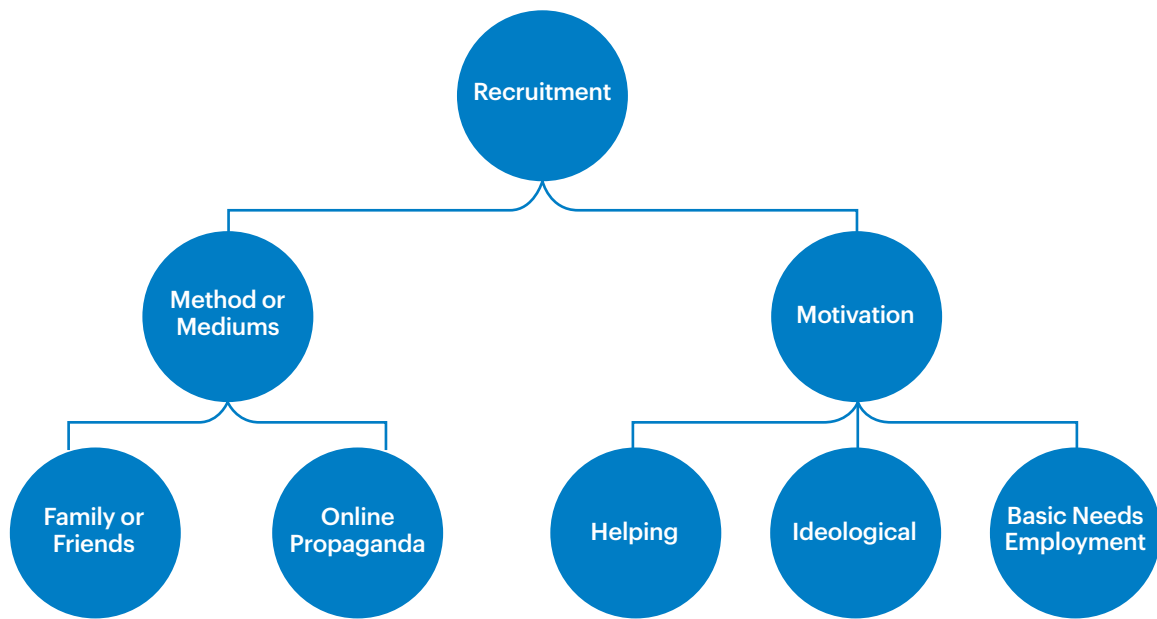 Recruitment
Method or
Mediums
Motivation
Family or
Friends
Online
Propaganda
Helping
Ideological
Basic Needs
Employment